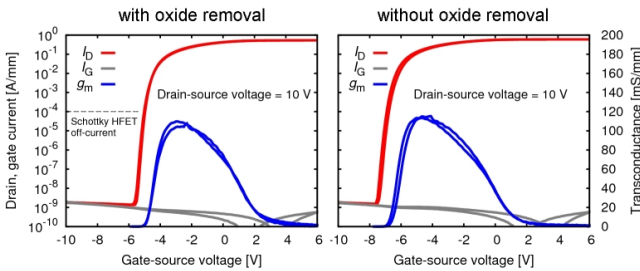 with oxide removal
without oxide removal
Drain, gate current [A/mm]
10⁰
10⁻¹
10⁻²
10⁻³
10⁻⁴
10⁻⁵
10⁻⁶
10⁻⁷
10⁻⁸
10⁻⁹
10⁻¹⁰
I_D
I_G
g_m
Drain-source voltage = 10 V
Schottky HFET
off-current
-10 -8 -6 -4 -2 0 2 4 6
Gate-source voltage [V]
I_D
I_G
g_m
Drain-source voltage = 10 V
-10 -8 -6 -4 -2 0 2 4 6
Gate-source voltage [V]
200
180
160
140
120
100
80
60
40
20
0
Transconductance [mS/mm]